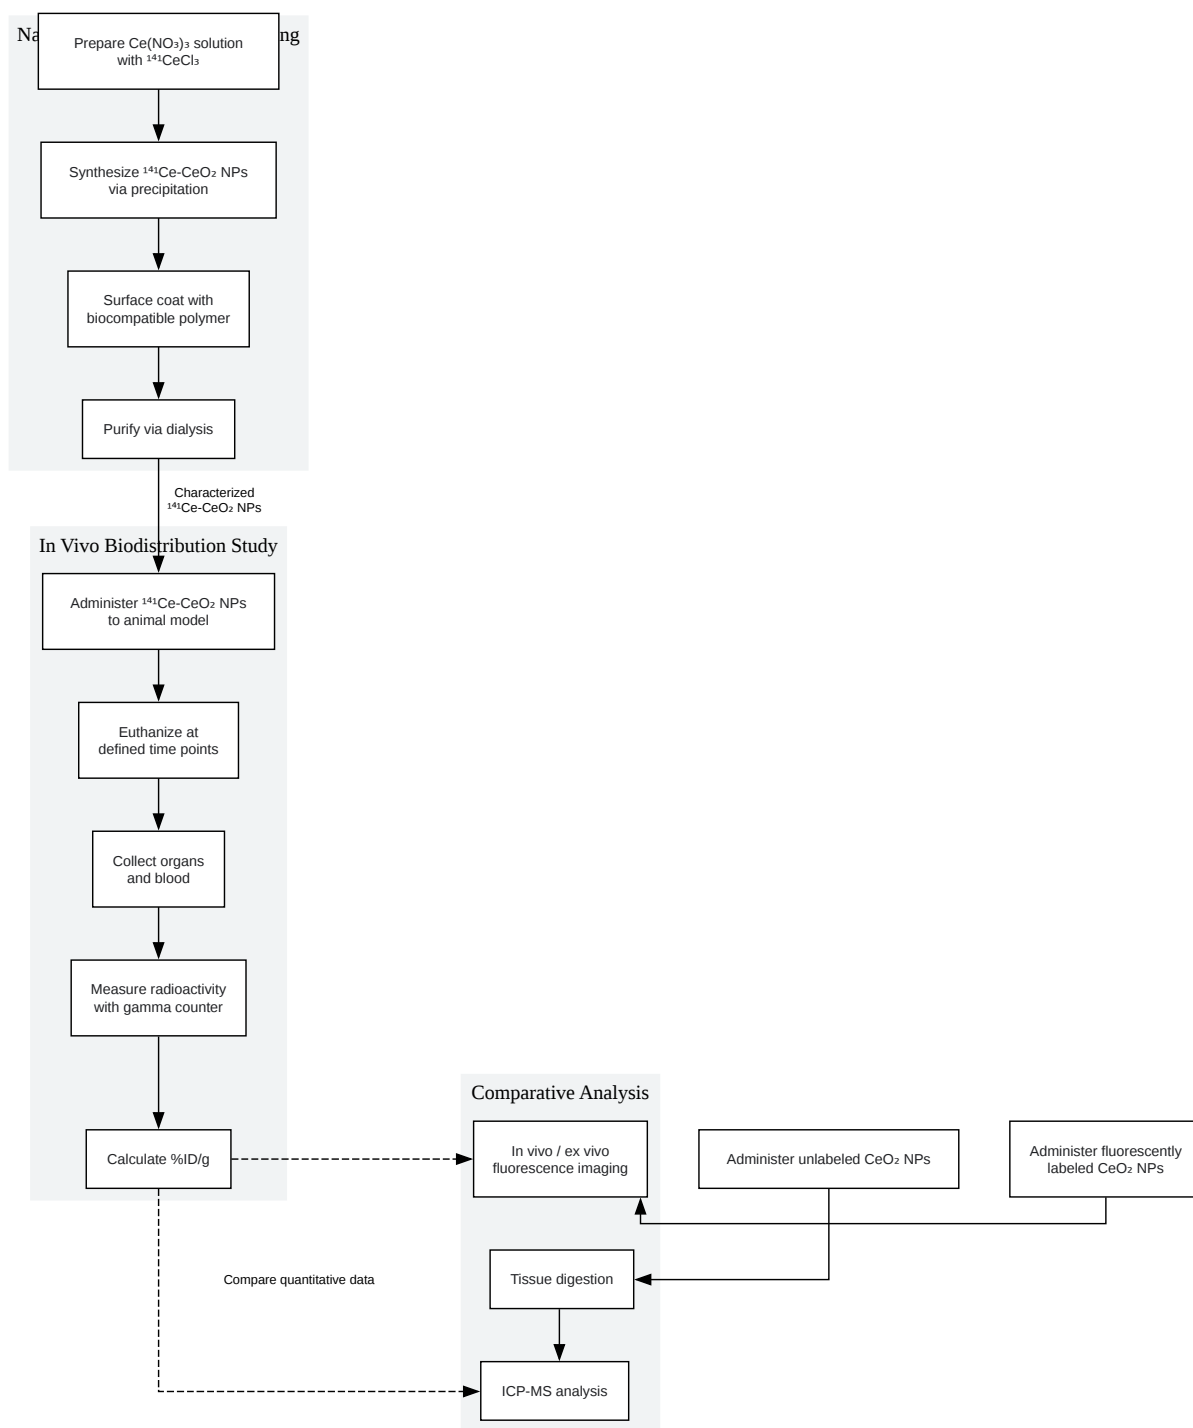 Prepare Ce(NO₃)₃ solution
with ¹⁴¹CeCl₃
Synthesize ¹⁴¹Ce-CeO₂ NPs
via precipitation
Surface coat with
biocompatible polymer
Purify via dialysis
Characterized
¹⁴¹Ce-CeO₂ NPs
In Vivo Biodistribution Study
Administer ¹⁴¹Ce-CeO₂ NPs
to animal model
Euthanize at
defined time points
Collect organs
and blood
Measure radioactivity
with gamma counter
Calculate %ID/g
Compare quantitative data
Comparative Analysis
In vivo / ex vivo
fluorescence imaging
Administer unlabeled CeO₂ NPs
Administer fluorescently
labeled CeO₂ NPs
Tissue digestion
ICP-MS analysis